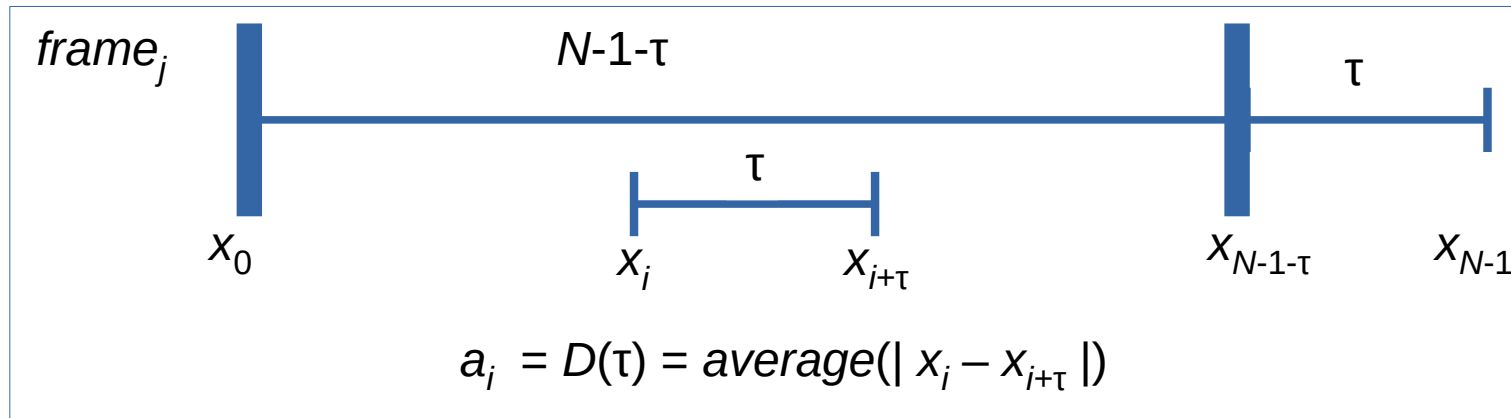 frame_j N-1-τ τ
τ
x_0 x_i x_{i+τ} x_{N-1-τ} x_{N-1}
a_i = D(τ) = average(| x_i – x_{i+τ} |)